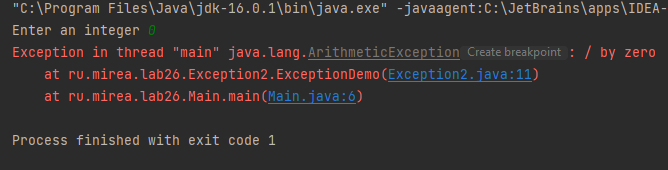 "C:\Program Files\Java\jdk-16.0.1\bin\java.exe" -javaagent:C:\JetBrains\apps\IDEA-
Enter an integer 0
Exception in thread "main" java.lang.ArithmeticException Create breakpoint : / by zero
at ru.mirea.lab26.Exception2.ExceptionDemo(Exception2.java:11)
at ru.mirea.lab26.Main.main(Main.java:6)
Process finished with exit code 1